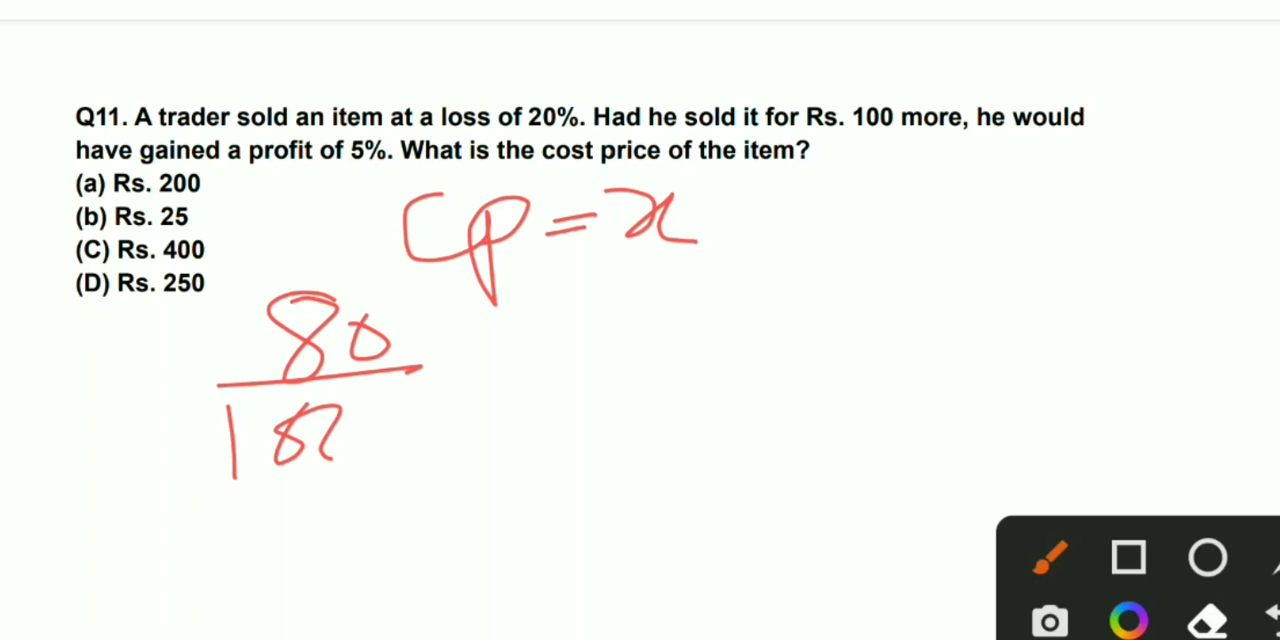 Q11. A trader sold an item at a loss of 20%. Had he sold it for Rs. 100 more, he would
have gained a profit of 5%. What is the cost price of the item?
(a) Rs. 200
(b) Rs. 25
(C) Rs. 400
(D) Rs. 250
Cp = x
80